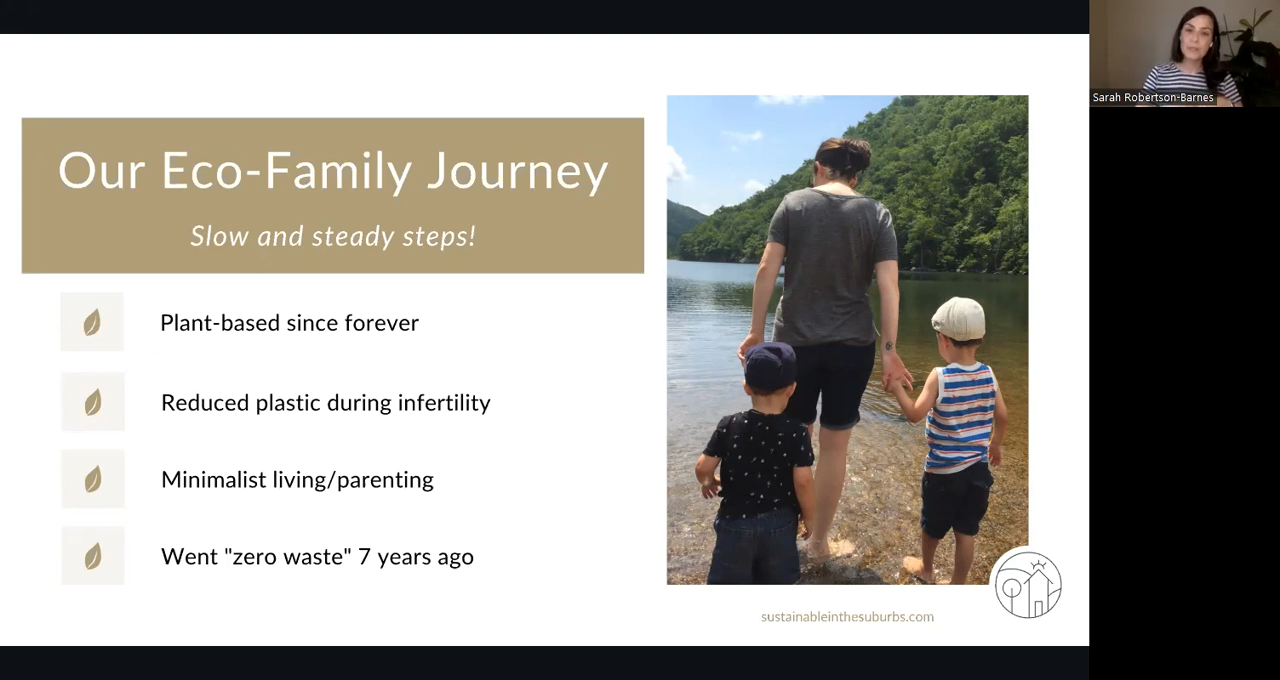 Our Eco-Family Journey
Slow and steady steps!
Plant-based since forever
Reduced plastic during infertility
Minimalist living/parenting
Went "zero waste" 7 years ago
sustainableinthesuburbs.com
Sarah Robertson-Barnes